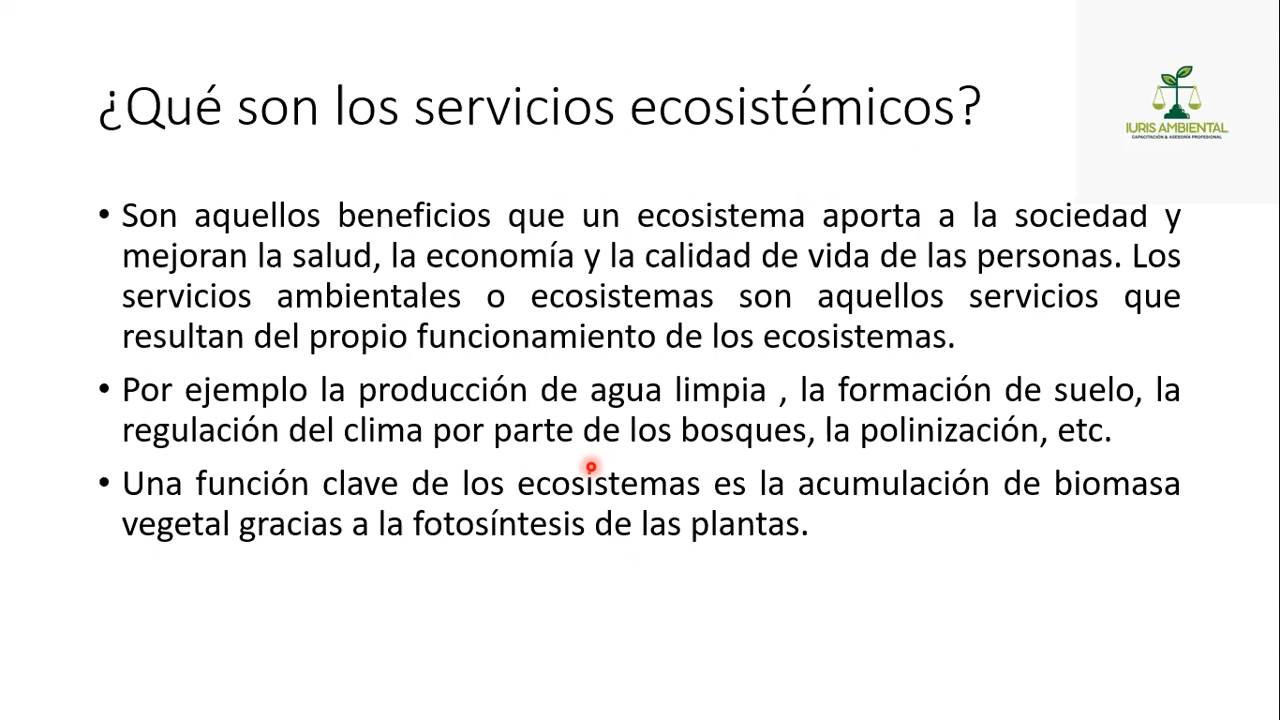 ¿Qué son los servicios ecosistémicos?
IURIS AMBIENTAL
CAPACITACIÓN & ASESORÍA PROFESIONAL
• Son aquellos beneficios que un ecosistema aporta a la sociedad y
mejoran la salud, la economía y la calidad de vida de las personas. Los
servicios ambientales o ecosistemas son aquellos servicios que
resultan del propio funcionamiento de los ecosistemas.
• Por ejemplo la producción de agua limpia , la formación de suelo, la
regulación del clima por parte de los bosques, la polinización, etc.
• Una función clave de los ecosistemas es la acumulación de biomasa
vegetal gracias a la fotosíntesis de las plantas.